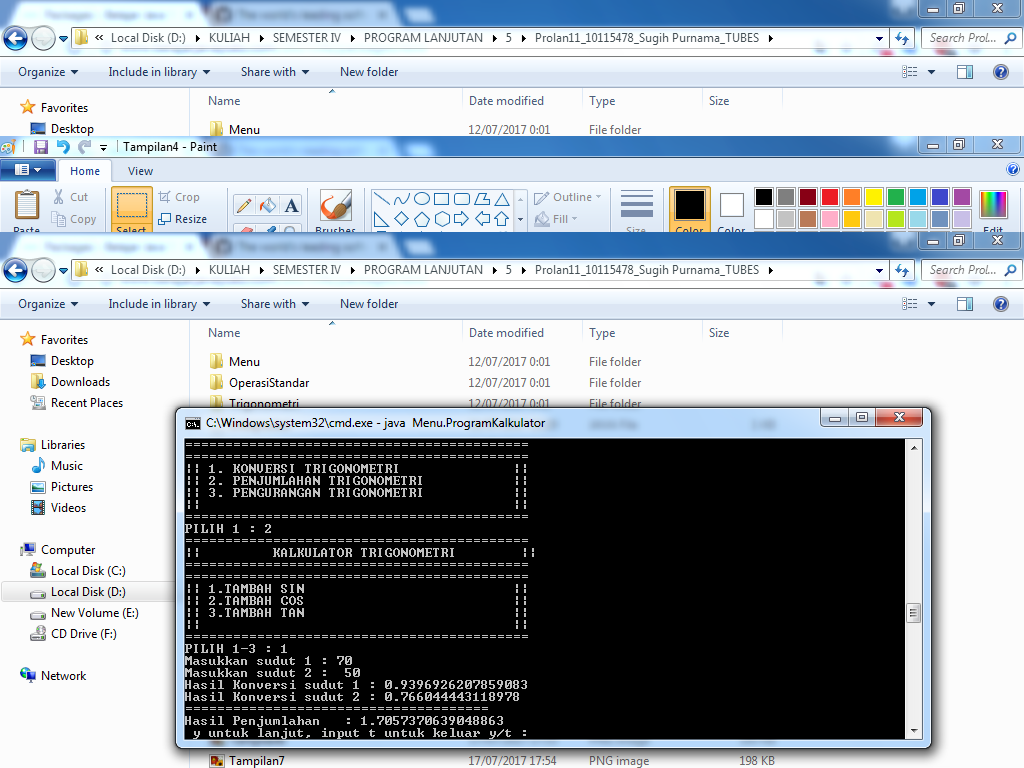 « Local Disk (D:) ▸ KULIAH ▸ SEMESTER IV ▸ PROGRAM LANJUTAN ▸ 5 ▸ Prolan11_10115478_Sugih Purnama_TUBES ▸ Search Prol...
Organize Include in library Share with New folder
Name Date modified Type Size
Favorites
Desktop
Menu 12/07/2017 0:01 File folder
Tampilan4 - Paint
Home View
Cut Crop Outline
Copy Resize Fill
Paste Select Brushes Size Color Color Edit
« Local Disk (D:) ▸ KULIAH ▸ SEMESTER IV ▸ PROGRAM LANJUTAN ▸ 5 ▸ Prolan11_10115478_Sugih Purnama_TUBES ▸ Search Prol...
Organize Include in library Share with New folder
Name Date modified Type Size
Favorites
Desktop
Downloads
Recent Places
Libraries
Music
Pictures
Videos
Computer
Local Disk (C:)
Local Disk (D:)
New Volume (E:)
CD Drive (F:)
Network
Menu 12/07/2017 0:01 File folder
OperasiStandar 12/07/2017 0:01 File folder
Trigonometri 12/07/2017 0:01 File folder
C:\Windows\system32\cmd.exe - java Menu.ProgramKalkulator
===========================================
===========================================
¦¦ 1. KONVERSI TRIGONOMETRI ¦¦
¦¦ 2. PENJUMLAHAN TRIGONOMETRI ¦¦
¦¦ 3. PENGURANGAN TRIGONOMETRI ¦¦
¦¦ ¦¦
===========================================
PILIH 1 : 2
===========================================
¦¦ KALKULATOR TRIGONOMETRI ¦¦
===========================================
===========================================
¦¦ 1.TAMBAH SIN ¦¦
¦¦ 2.TAMBAH COS ¦¦
¦¦ 3.TAMBAH TAN ¦¦
¦¦ ¦¦
===========================================
PILIH 1-3 : 1
Masukkan sudut 1 : 70
Masukkan sudut 2 : 50
Hasil Konversi sudut 1 : 0.9396926207859083
Hasil Konversi sudut 2 : 0.766044443118978
======================================
Hasil Penjumlahan : 1.7057370639048863
y untuk lanjut, input t untuk keluar y/t :
Tampilan7 17/07/2017 17:54 PNG image 198 KB